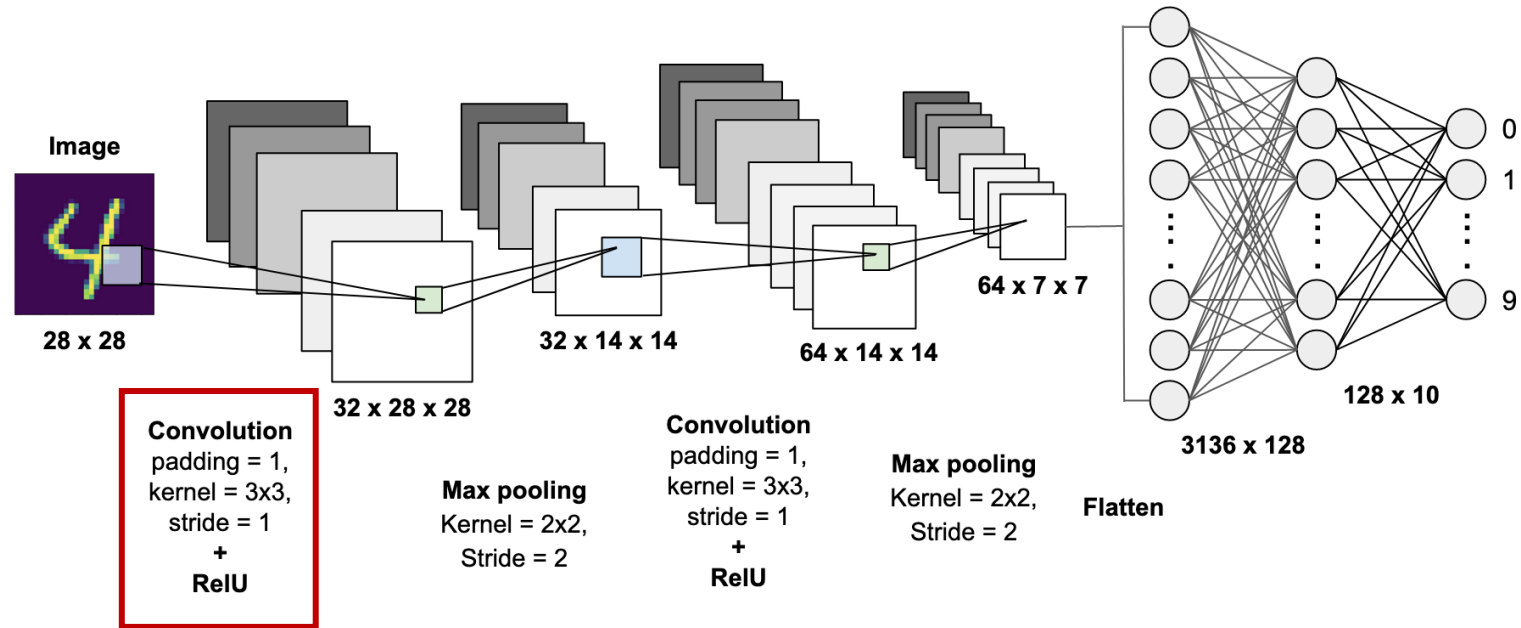 Image
28 x 28
Convolution
padding = 1,
kernel = 3x3,
stride = 1
+
RelU
32 x 28 x 28
Max pooling
Kernel = 2x2,
Stride = 2
32 x 14 x 14
Convolution
padding = 1,
kernel = 3x3,
stride = 1
+
RelU
64 x 14 x 14
Max pooling
Kernel = 2x2,
Stride = 2
64 x 7 x 7
Flatten
3136 x 128
128 x 10
0
1
9
4